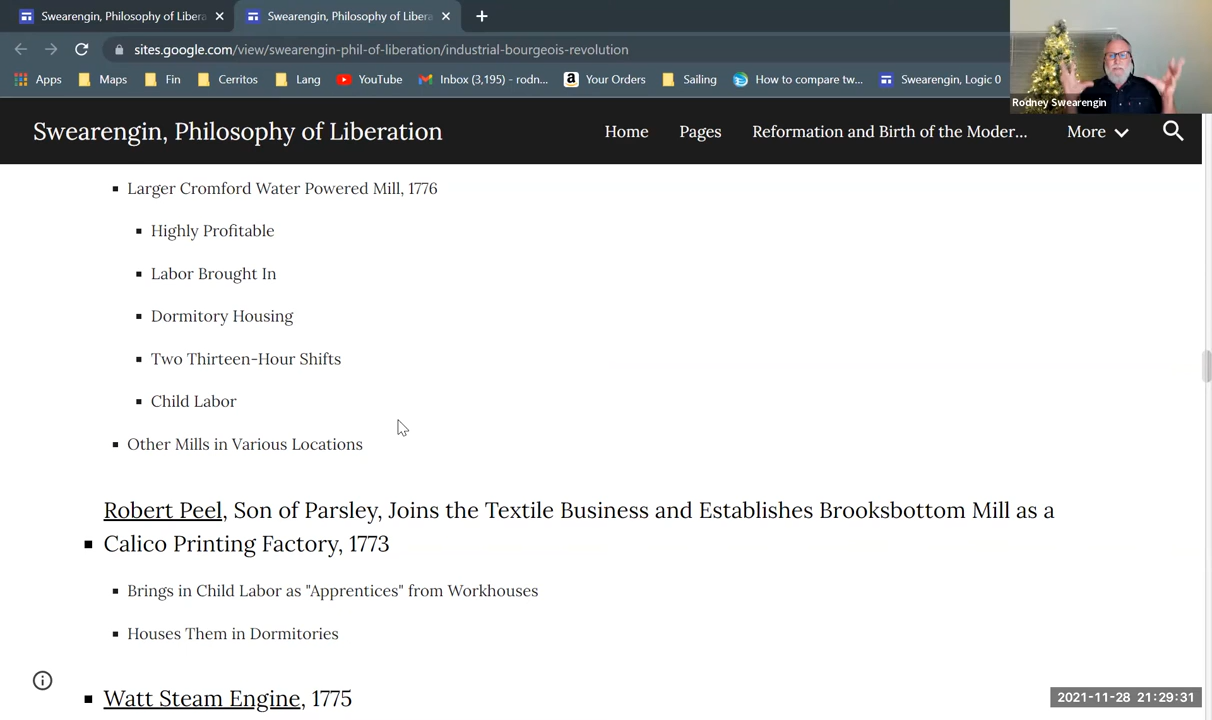 Swearengin, Philosophy of Libera
Swearengin, Philosophy of Libera
sites.google.com/view/swearengin-phil-of-liberation/industrial-bourgeois-revolution
Apps Maps Fin Cerritos Lang YouTube Inbox (3,195) - rodn... Your Orders Sailing How to compare tw... Swearengin, Logic 0
Rodney Swearengin
Swearengin, Philosophy of Liberation Home Pages Reformation and Birth of the Moder... More
Larger Cromford Water Powered Mill, 1776
Highly Profitable
Labor Brought In
Dormitory Housing
Two Thirteen-Hour Shifts
Child Labor
Other Mills in Various Locations
Robert Peel, Son of Parsley, Joins the Textile Business and Establishes Brooksbottom Mill as a
Calico Printing Factory, 1773
Brings in Child Labor as "Apprentices" from Workhouses
Houses Them in Dormitories
Watt Steam Engine, 1775
2021-11-28 21:29:31